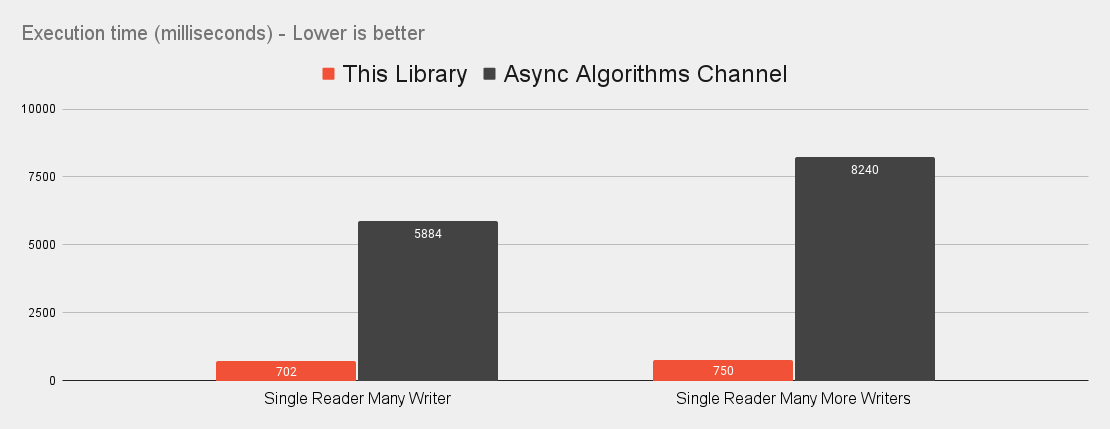 Execution time (milliseconds) - Lower is better
This Library Async Algorithms Channel
10000
7500
5000
2500
0
702
5884
750
8240
Single Reader Many Writer
Single Reader Many More Writers